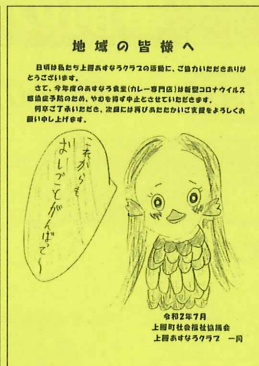 地域の皆様へ
日頃は私たち上郡あすなろクラブの活動に、ご協力いただきありが
とうございます。
さて、今年度のあすなろ食堂(カレー専門店)は新型コロナウイルス
感染症予防のため、やむを得ず中止とさせていただきます。
何卒ご了承いただき、次回には再びあたたかいご支援をよろしくお
願い申し上げます。
これからも
おしごとがんばって〜
令和2年7月
上郡町社会福祉協議会
上郡あすなろクラブ 一同